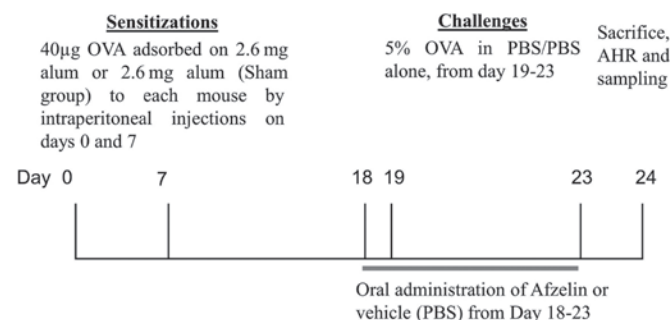 Sensitizations
40μg OVA adsorbed on 2.6 mg
alum or 2.6 mg alum (Sham
group) to each mouse by
intraperitoneal injections on
days 0 and 7
Challenges
5% OVA in PBS/PBS
alone, from day 19-23
Sacrifice,
AHR and
sampling
Day 0 7 18 19 23 24
Oral administration of Afzelin or
vehicle (PBS) from Day 18-23